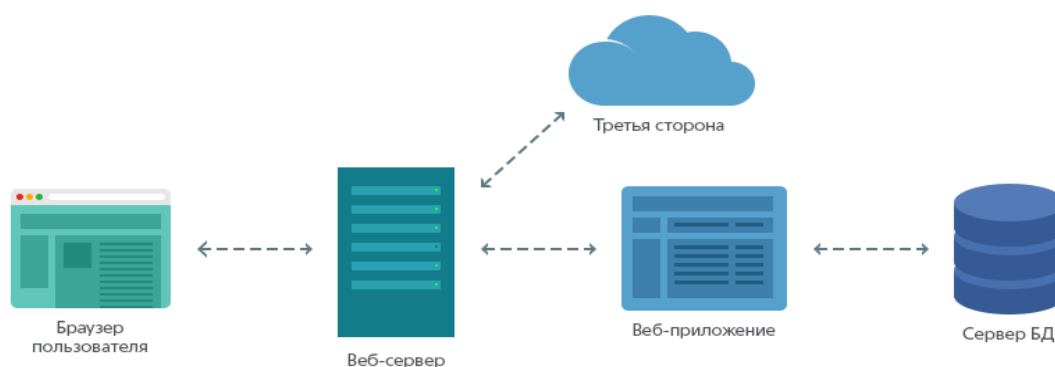 Третья сторона
Браузер
пользователя
Веб-сервер
Веб-приложение
Сервер БД